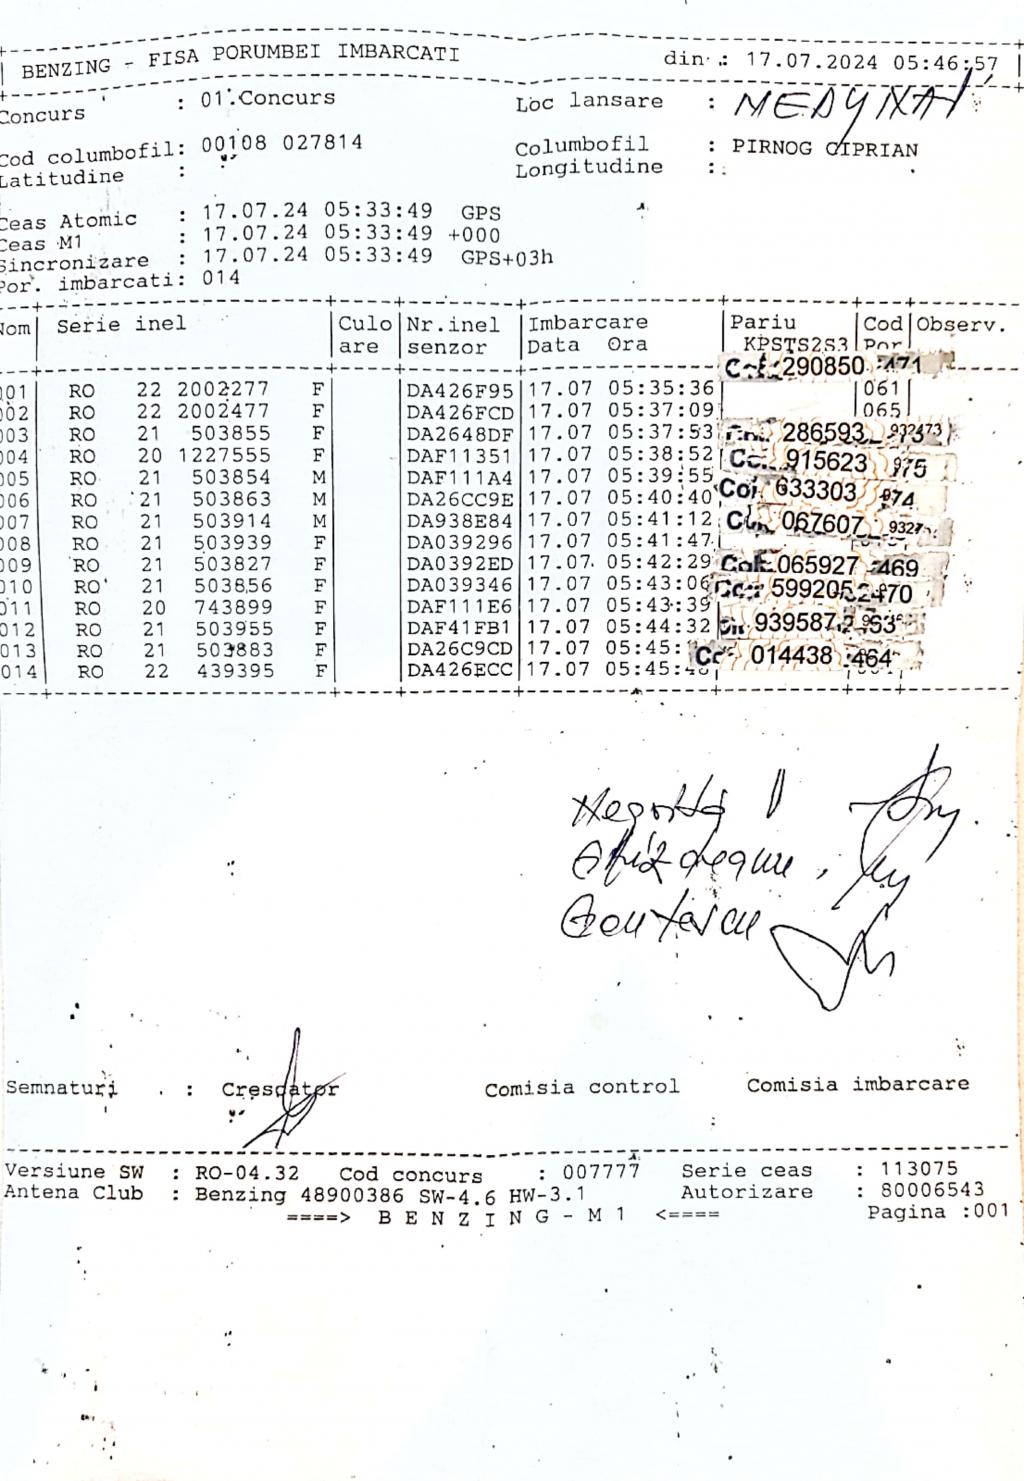 BENZING - FISA PORUMBEI IMBARCATI din : 17.07.2024 05:46:57
Concurs : 01.Concurs Loc lansare :
Cod columbofil: 00108 027814 Columbofil : PIRNOG CIPRIAN
Latitudine : Longitudine :
Ceas Atomic : 17.07.24 05:33:49 GPS
Ceas M1 : 17.07.24 05:33:49 +000
Sincronizare : 17.07.24 05:33:49 GPS+03h
Por. imbarcati: 014
Nom Serie inel Culo Nr.inel Imbarcare Pariu Cod Observ.
are senzor Data Ora KPSTS2S3 Por
290850 471
001 RO 22 2002277 F DA426F95 17.07 05:35:36 061
002 RO 22 2002477 F DA426FCD 17.07 05:37:09 065
003 RO 21 503855 F DA2648DF 17.07 05:37:53 286593
004 RO 20 1227555 F DAF11351 17.07 05:38:52 915623 975
005 RO 21 503854 M DAF111A4 17.07 05:39:55
006 RO 21 503863 M DA26CC9E 17.07 05:40:40 633303 974
007 RO 21 503914 M DA938E84 17.07 05:41:12 067607
008 RO 21 503939 F DA039296 17.07 05:41:47
009 RO 21 503827 F DA0392ED 17.07 05:42:29 065927 469
010 RO 21 503856 F DA039346 17.07 05:43:06 599205 470
011 RO 20 743899 F DAF111E6 17.07 05:43:39
012 RO 21 503955 F DAF41FB1 17.07 05:44:32 939587
013 RO 21 503883 F DA26C9CD 17.07 05:45: 014438 464
014 RO 22 439395 F DA426ECC 17.07 05:45:
Semnaturi : Crescator Comisia control Comisia imbarcare
Versiune SW : RO-04.32 Cod concurs : 007777 Serie ceas : 113075
Antena Club : Benzing 48900386 SW-4.6 HW-3.1 Autorizare : 80006543
====> B E N Z I N G - M 1 <==== Pagina :001